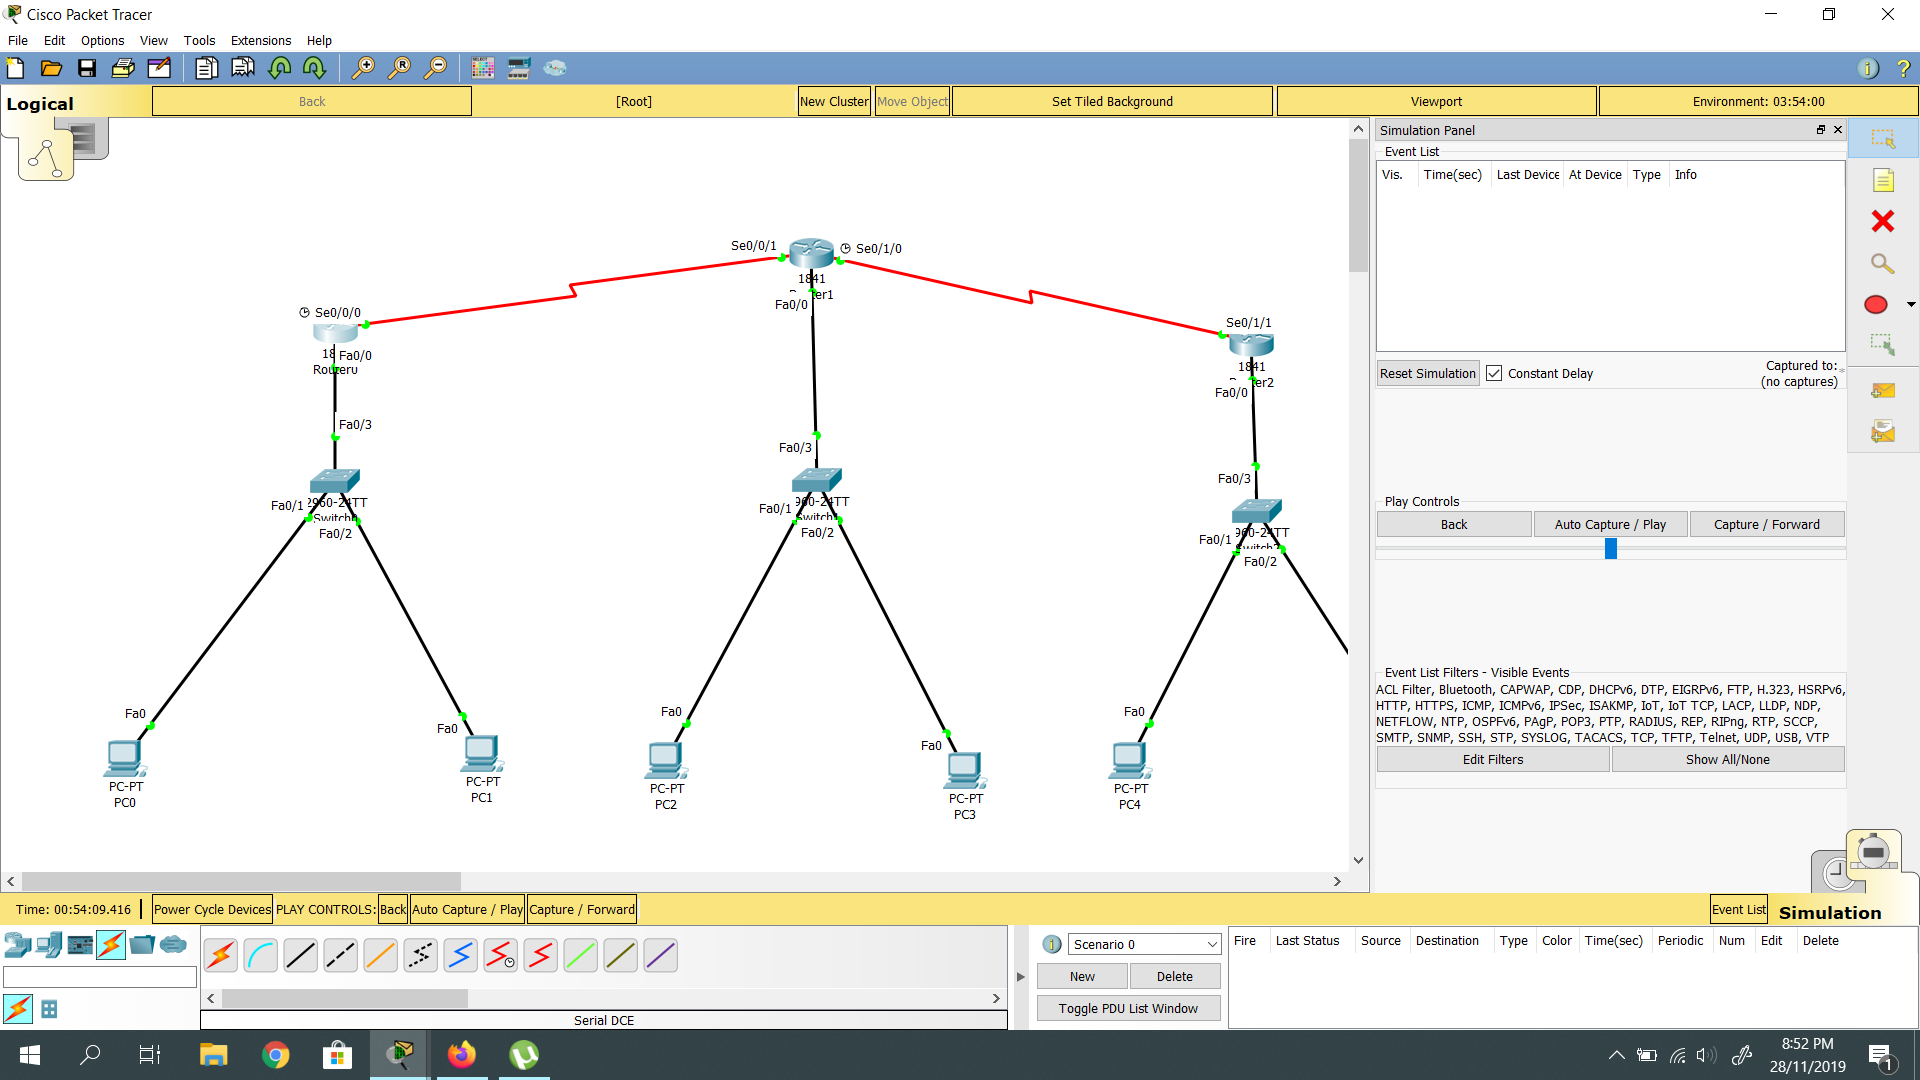 Cisco Packet Tracer
File Edit Options View Tools Extensions Help
Logical Back [Root] New Cluster Move Object Set Tiled Background Viewport Environment: 03:54:00
Simulation Panel
Event List
Vis. Time(sec) Last Device At Device Type Info
Reset Simulation Constant Delay Captured to:
(no captures)
Play Controls
Back Auto Capture / Play Capture / Forward
Event List Filters - Visible Events
ACL Filter, Bluetooth, CAPWAP, CDP, DHCPv6, DTP, EIGRPv6, FTP, H.323, HSRPv6,
HTTP, HTTPS, ICMP, ICMPv6, IPSec, ISAKMP, IoT, IoT TCP, LACP, LLDP, NDP,
NETFLOW, NTP, OSPFv6, PAgP, POP3, PTP, RADIUS, REP, RIPng, RTP, SCCP,
SMTP, SNMP, SSH, STP, SYSLOG, TACACS, TCP, TFTP, Telnet, UDP, USB, VTP
Edit Filters Show All/None
Se0/0/1 Se0/1/0
1841
Fa0/0
Se0/0/0
Fa0/0
Router0
Se0/1/1
1841
Fa0/0
Fa0/3
Fa0/3
Fa0/3
Fa0/1 2960-24TT
Switch0
Fa0/2
Fa0/1
Fa0/2
Fa0/1
Fa0/2
Fa0
PC-PT
PC0
Fa0
PC-PT
PC1
Fa0
PC-PT
PC2
Fa0
PC-PT
PC3
Fa0
PC-PT
PC4
Time: 00:54:09.416 Power Cycle Devices PLAY CONTROLS: Back Auto Capture / Play Capture / Forward Event List Simulation
Scenario 0
New Delete
Toggle PDU List Window
Fire Last Status Source Destination Type Color Time(sec) Periodic Num Edit Delete
Serial DCE
8:52 PM
28/11/2019
1